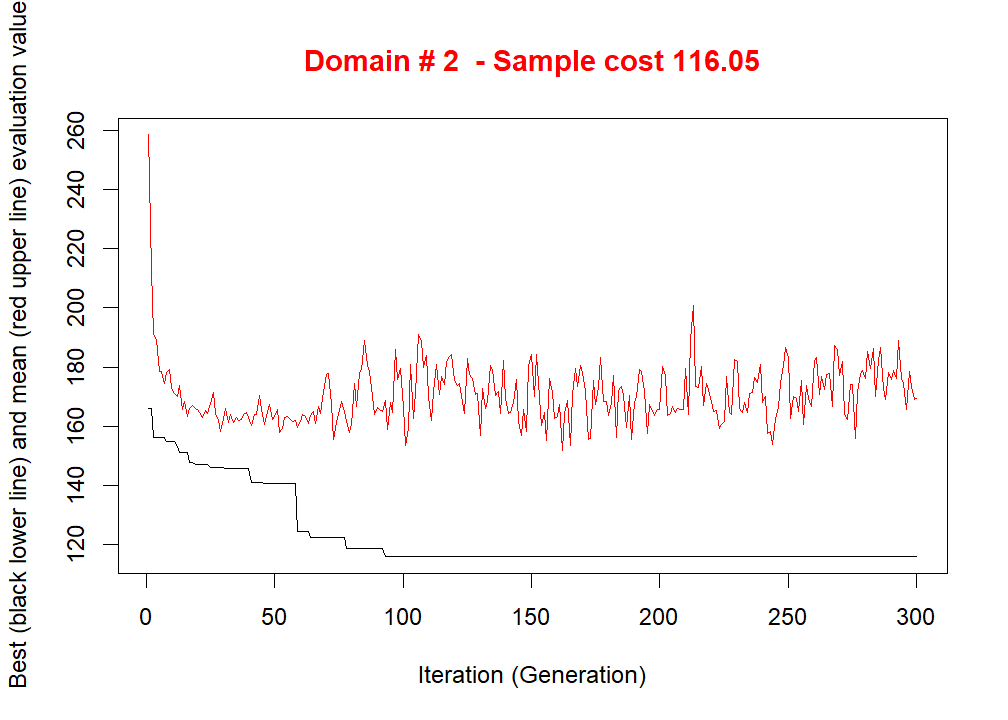 Domain # 2 - Sample cost 116.05
Best (black lower line) and mean (red upper line) evaluation value
260
240
220
200
180
160
140
120
0 50 100 150 200 250 300
Iteration (Generation)